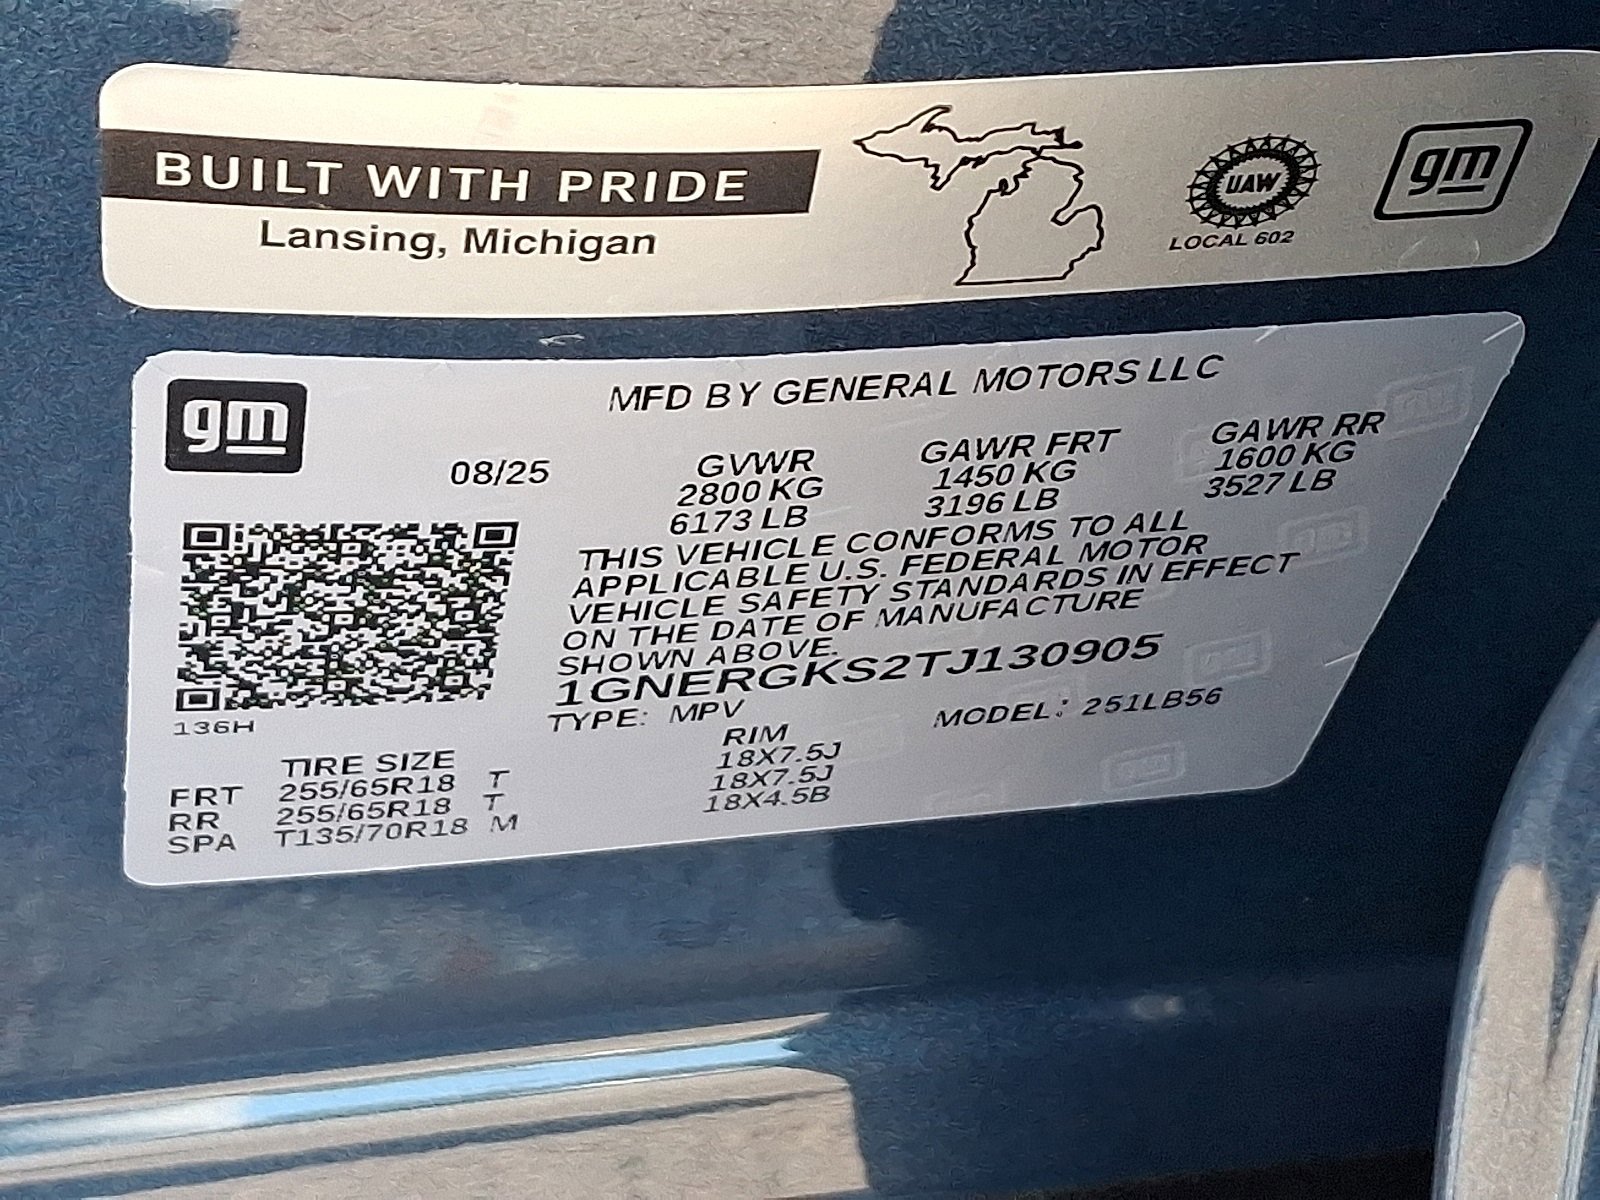 BUILT WITH PRIDE
Lansing, Michigan
UAW
LOCAL 602
gm
gm
MFD BY GENERAL MOTORS LLC
08/25
GVWR GAWR FRT GAWR RR
2800 KG 1450 KG 1600 KG
6173 LB 3196 LB 3527 LB
THIS VEHICLE CONFORMS TO ALL
APPLICABLE U.S. FEDERAL MOTOR
VEHICLE SAFETY STANDARDS IN EFFECT
ON THE DATE OF MANUFACTURE
SHOWN ABOVE.
1GNERGKS2TJ130905
136H
TYPE: MPV MODEL: 251LB56
TIRE SIZE RIM
FRT 255/65R18 T 18X7.5J
RR 255/65R18 T 18X7.5J
SPA T135/70R18 M 18X4.5B